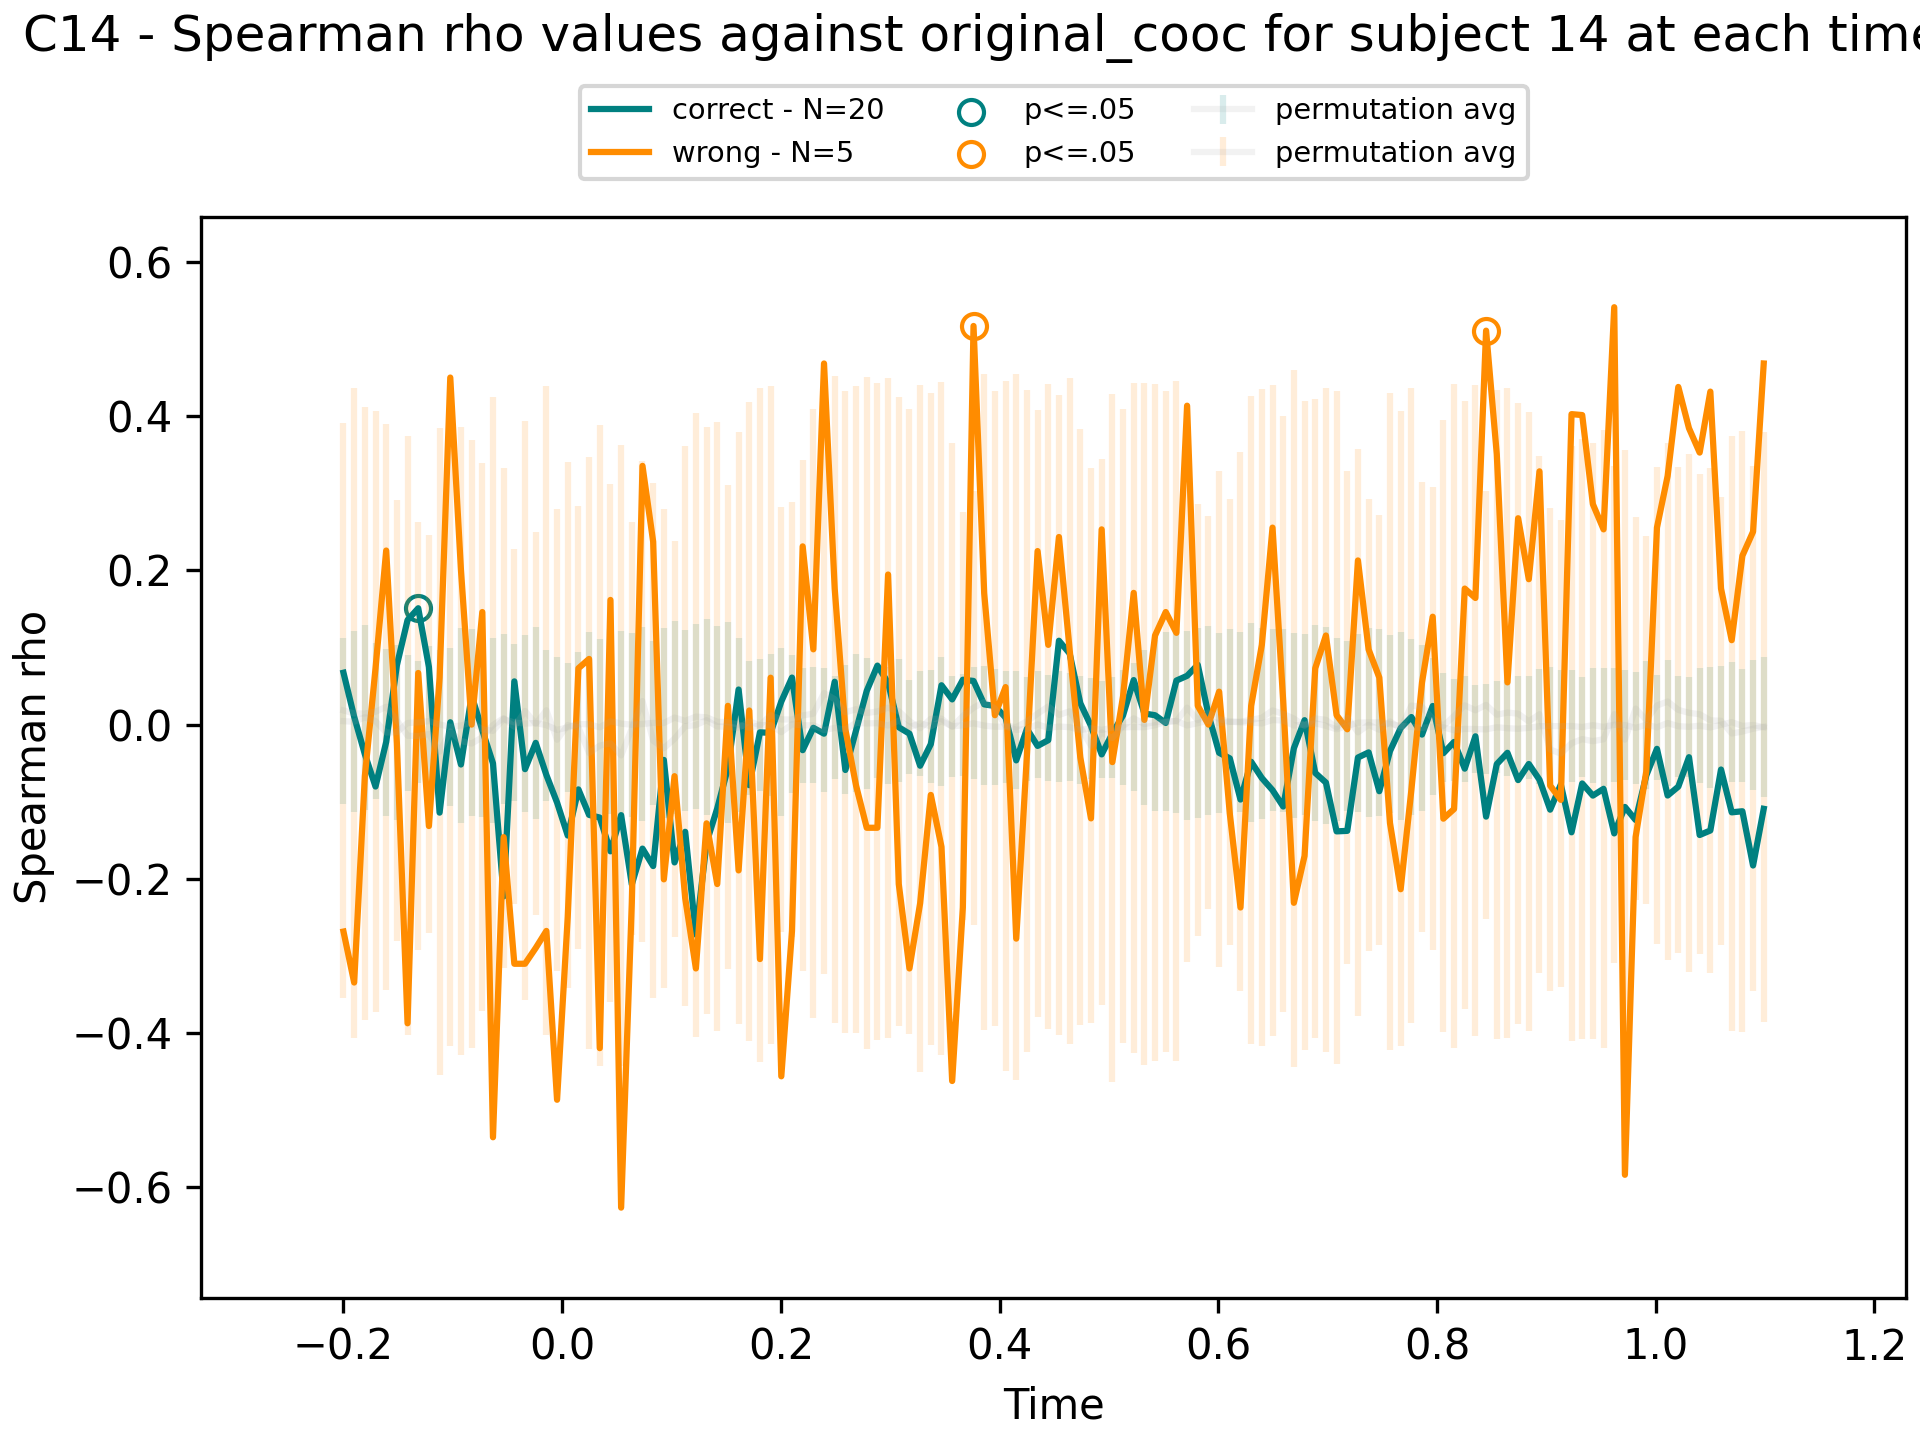 C14 - Spearman rho values against original_cooc for subject 14 at each time
correct - N=20 p<=.05 permutation avg
wrong - N=5 p<=.05 permutation avg
0.6
0.4
0.2
0.0
−0.2
−0.4
−0.6
Spearman rho
−0.2 0.0 0.2 0.4 0.6 0.8 1.0 1.2
Time